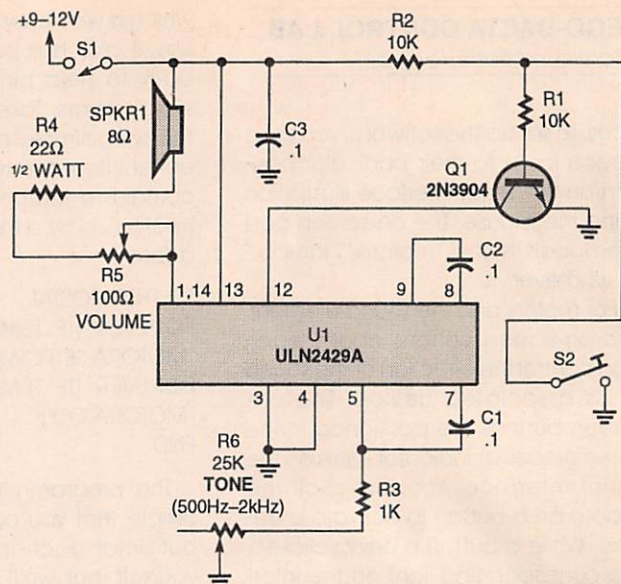 +9–12V
S1
R4
22Ω
1/2 WATT
SPKR1
8Ω
C3
.1
R2
10K
R1
10K
Q1
2N3904
R5
100Ω
VOLUME
C2
.1
1,14
13
12
9
8
U1
ULN2429A
3
4
5
7
S2
C1
.1
R6
25K
TONE
(500Hz–2kHz)
R3
1K